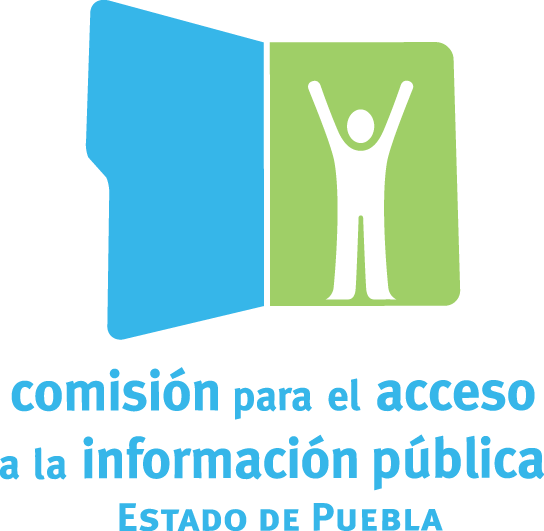 comisión para el acceso
a la información pública
ESTADO DE PUEBLA